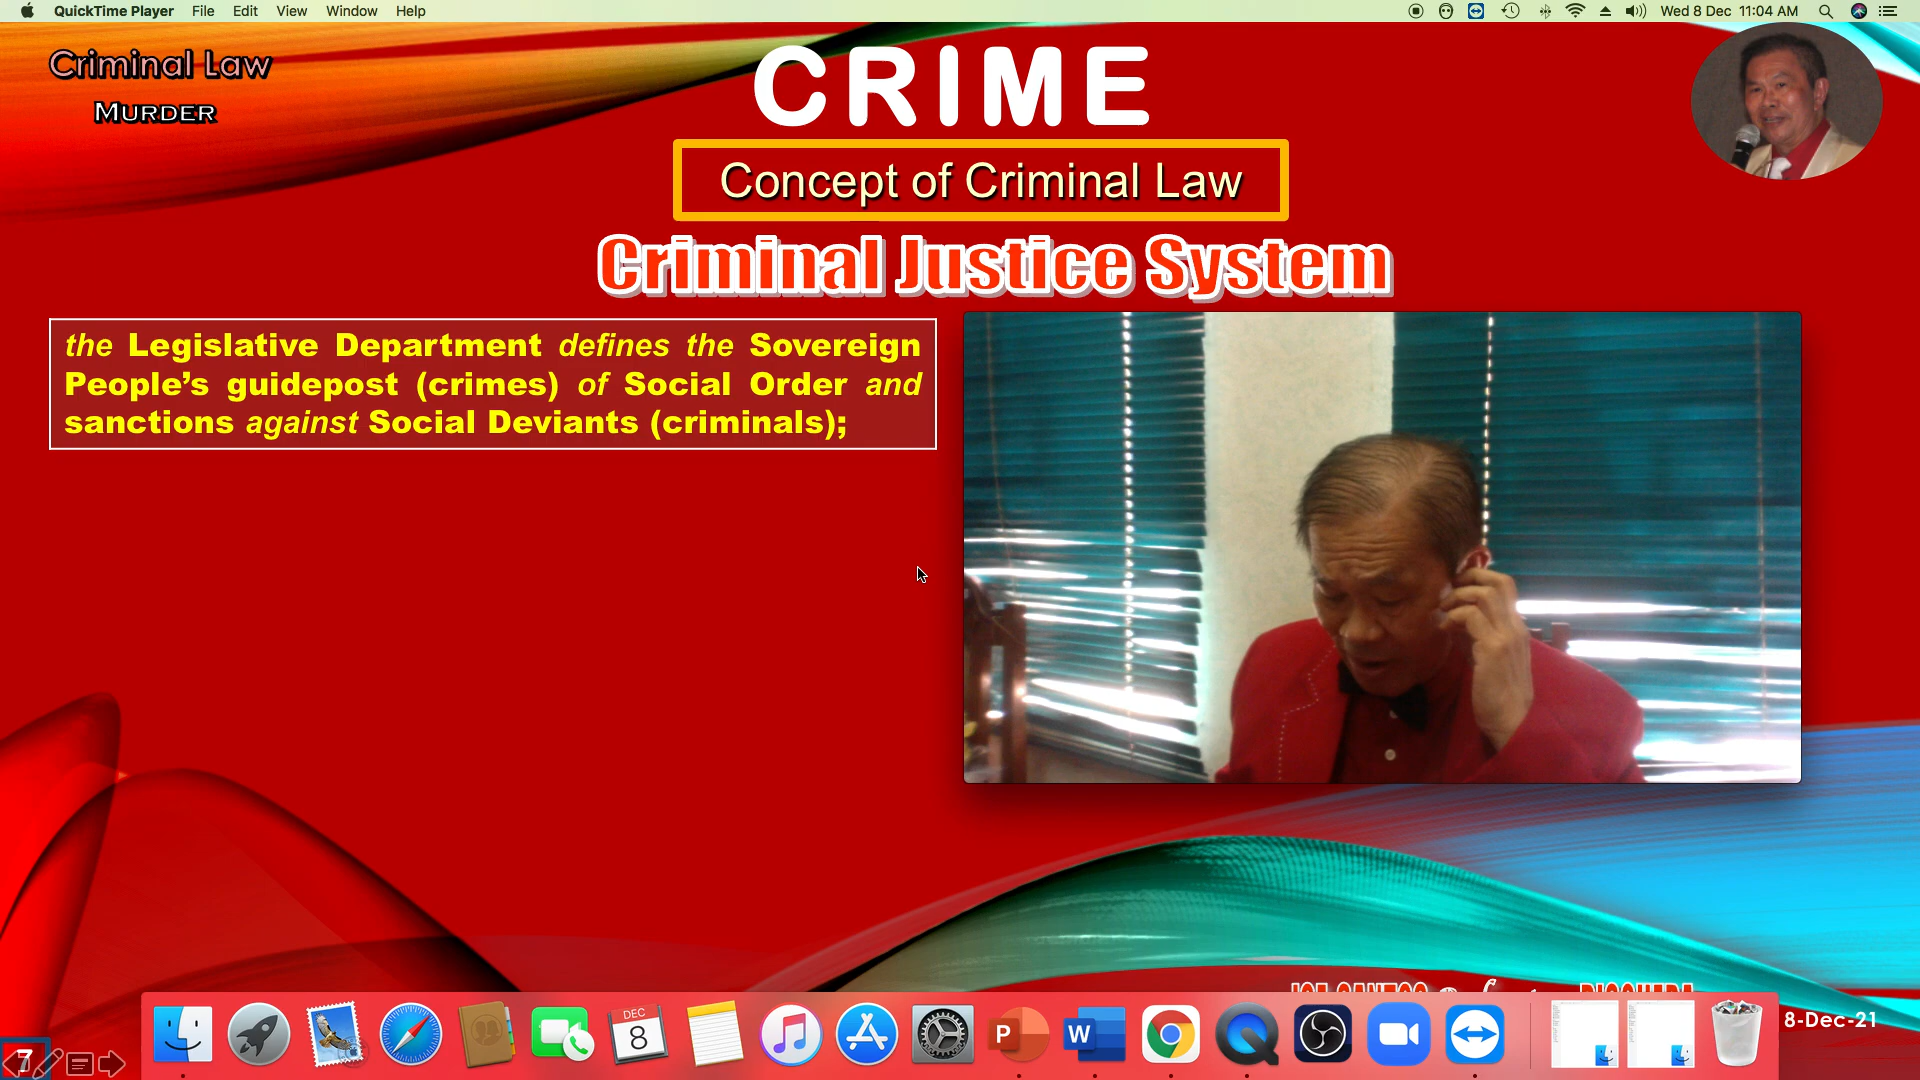 QuickTime Player File Edit View Window Help Wed 8 Dec 11:04 AM
Criminal Law
MURDER
CRIME
Concept of Criminal Law
Criminal Justice System
the Legislative Department defines the Sovereign
People's guidepost (crimes) of Social Order and
sanctions against Social Deviants (criminals);
DEC
8
P
W
8-Dec-21
7